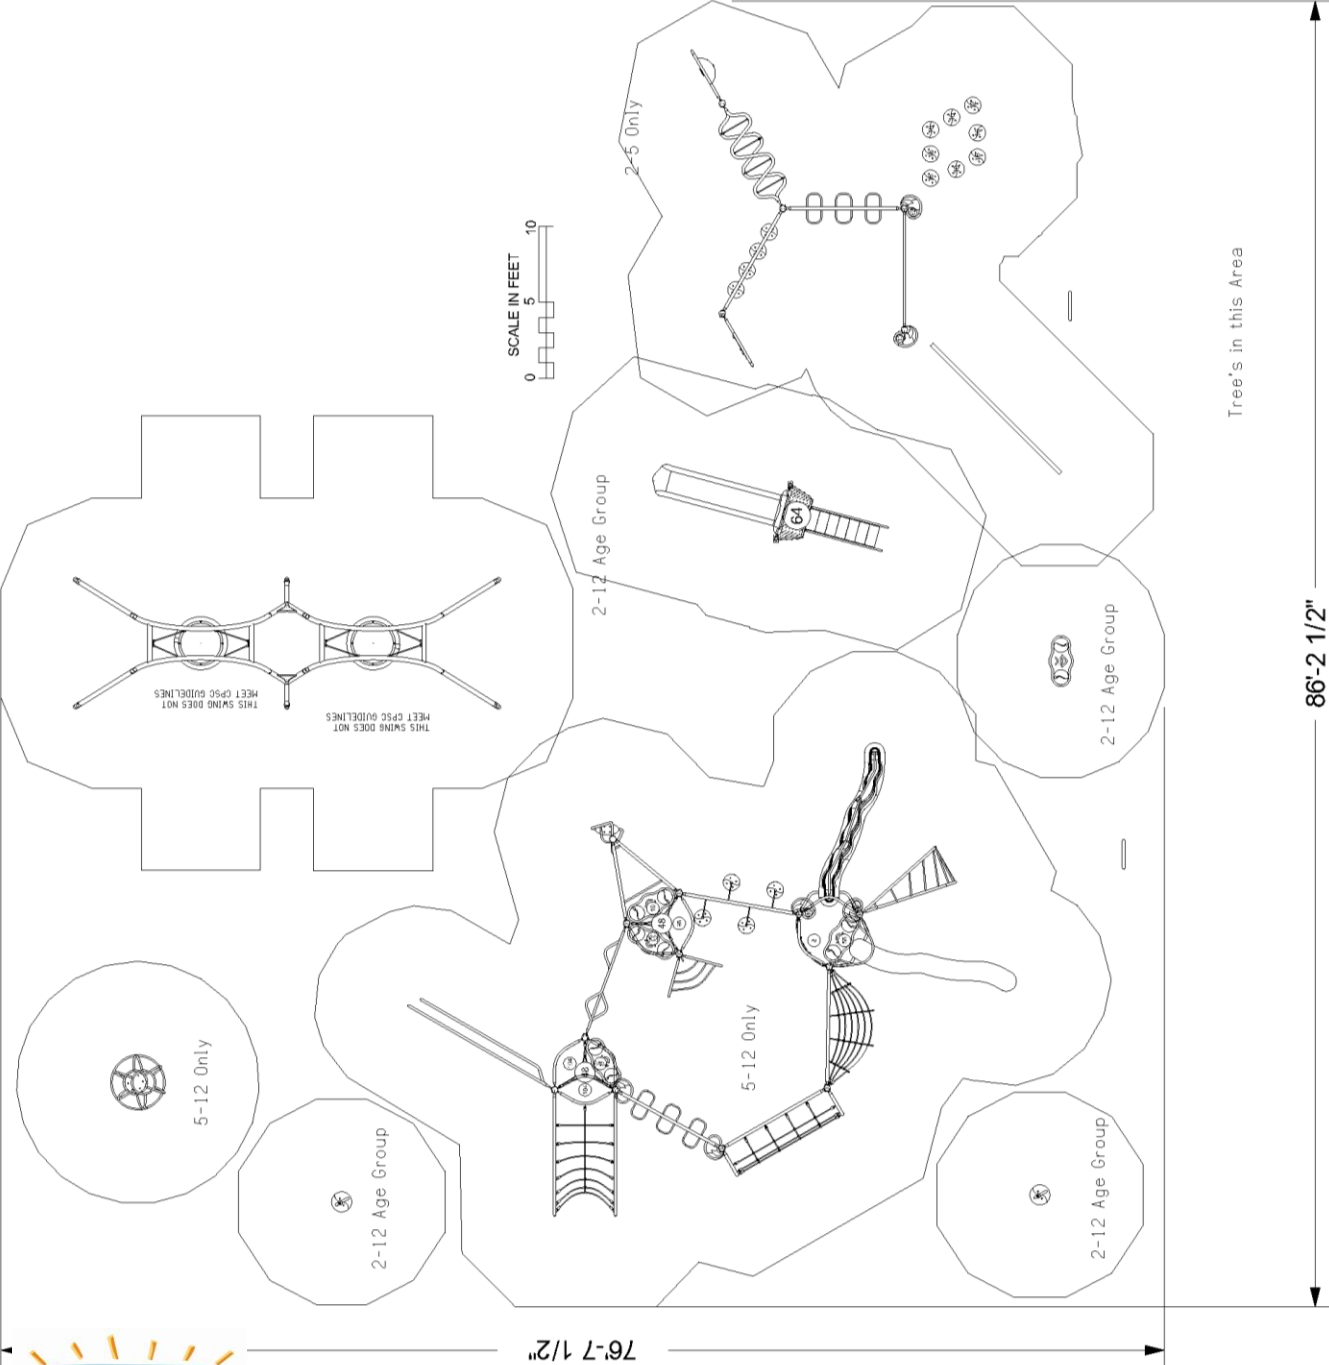 2-5 Only
SCALE IN FEET
0 5 10
Tree's in this Area
2-12 Age Group
64
THIS SWING DOES NOT
MEET CPSC GUIDELINES
THIS SWING DOES NOT
MEET CPSC GUIDELINES
2-12 Age Group
86'-2 1/2"
48
5-12 Only
5-12 Only
2-12 Age Group
2-12 Age Group
76'-7 1/2"